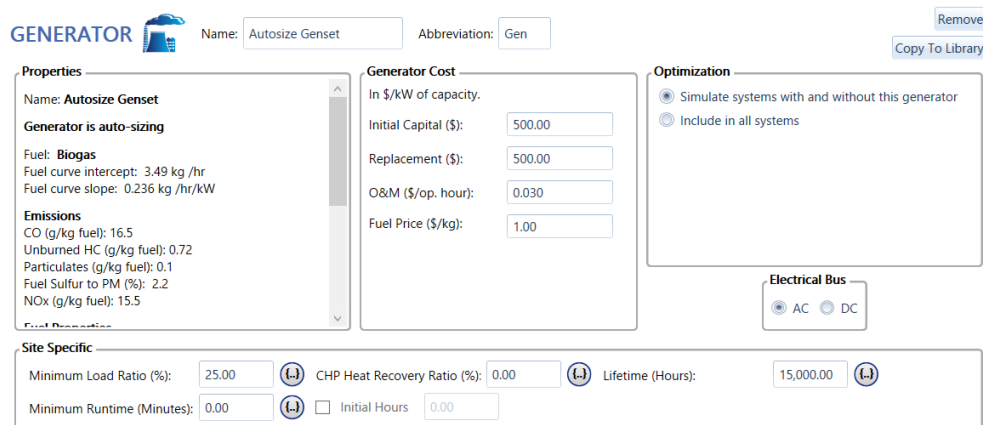 GENERATOR
Name: Autosize Genset
Abbreviation: Gen
Remove
Copy To Library
Properties
Name: Autosize Genset
Generator is auto-sizing
Fuel: Biogas
Fuel curve intercept: 3.49 kg /hr
Fuel curve slope: 0.236 kg /hr/kW
Emissions
CO (g/kg fuel): 16.5
Unburned HC (g/kg fuel): 0.72
Particulates (g/kg fuel): 0.1
Fuel Sulfur to PM (%): 2.2
NOx (g/kg fuel): 15.5
Fuel Properties
Generator Cost
In $/kW of capacity.
Initial Capital ($): 500.00
Replacement ($): 500.00
O&M ($/op. hour): 0.030
Fuel Price ($/kg): 1.00
Optimization
Simulate systems with and without this generator
Include in all systems
Electrical Bus
AC DC
Site Specific
Minimum Load Ratio (%): 25.00 {..} CHP Heat Recovery Ratio (%): 0.00 {..} Lifetime (Hours): 15,000.00 {..}
Minimum Runtime (Minutes): 0.00 {..} Initial Hours 0.00